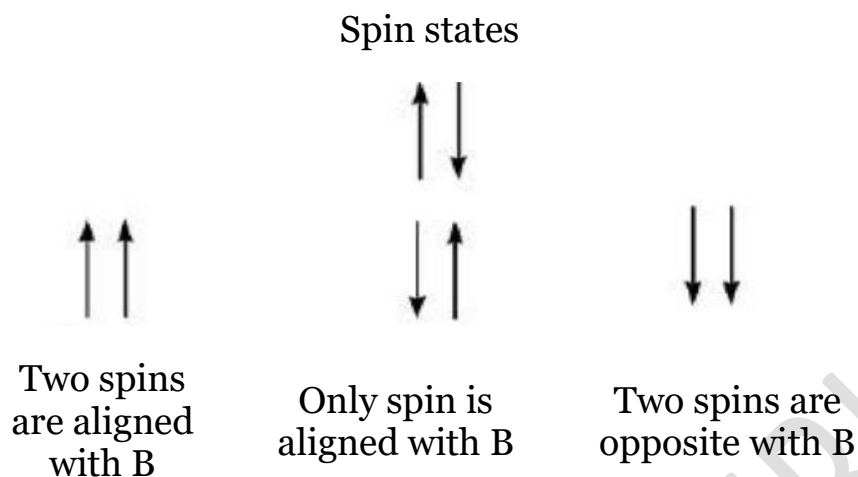 Spin states
Two spins
are aligned
with B
Only spin is
aligned with B
Two spins are
opposite with B